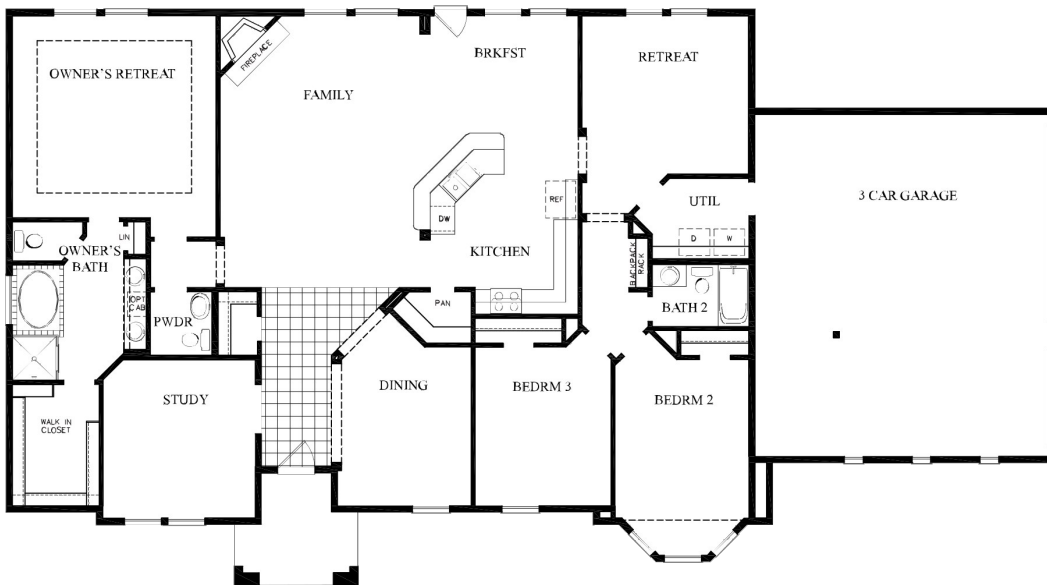 OWNER'S RETREAT
FIREPLACE
FAMILY
BRKFST
RETREAT
3 CAR GARAGE
REF
UTIL
DW
D
W
LIN
OWNER'S
BATH
KITCHEN
BACKPACK
RACK
OPT
CAB
PWDR
PAN
BATH 2
STUDY
DINING
BEDRM 3
BEDRM 2
WALK IN
CLOSET